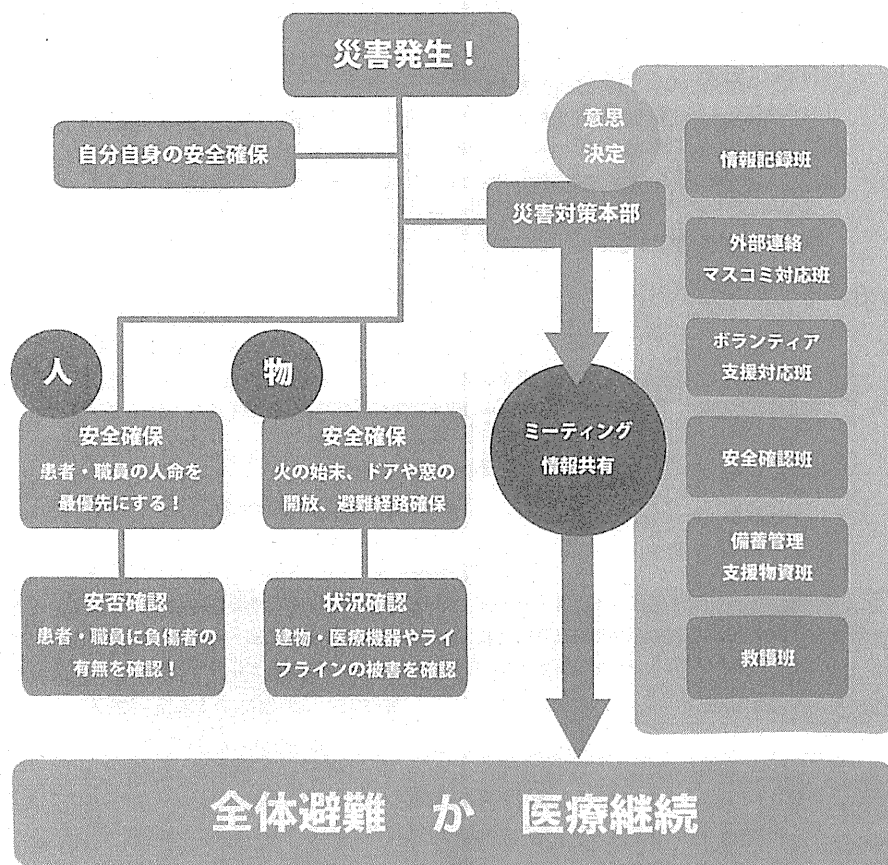 災害発生！
自分自身の安全確保
意思
決定
災害対策本部
人
安全確保
患者・職員の人命を
最優先にする！
安否確認
患者・職員に負傷者の
有無を確認！
物
安全確保
火の始末、ドアや窓の
開放、避難経路確保
状況確認
建物・医療機器やライ
フラインの被害を確認
ミーティング
情報共有
情報記録班
外部連絡
マスコミ対応班
ボランティア
支援対応班
安全確認班
備蓄管理
支援物資班
救護班
全体避難　か　医療継続